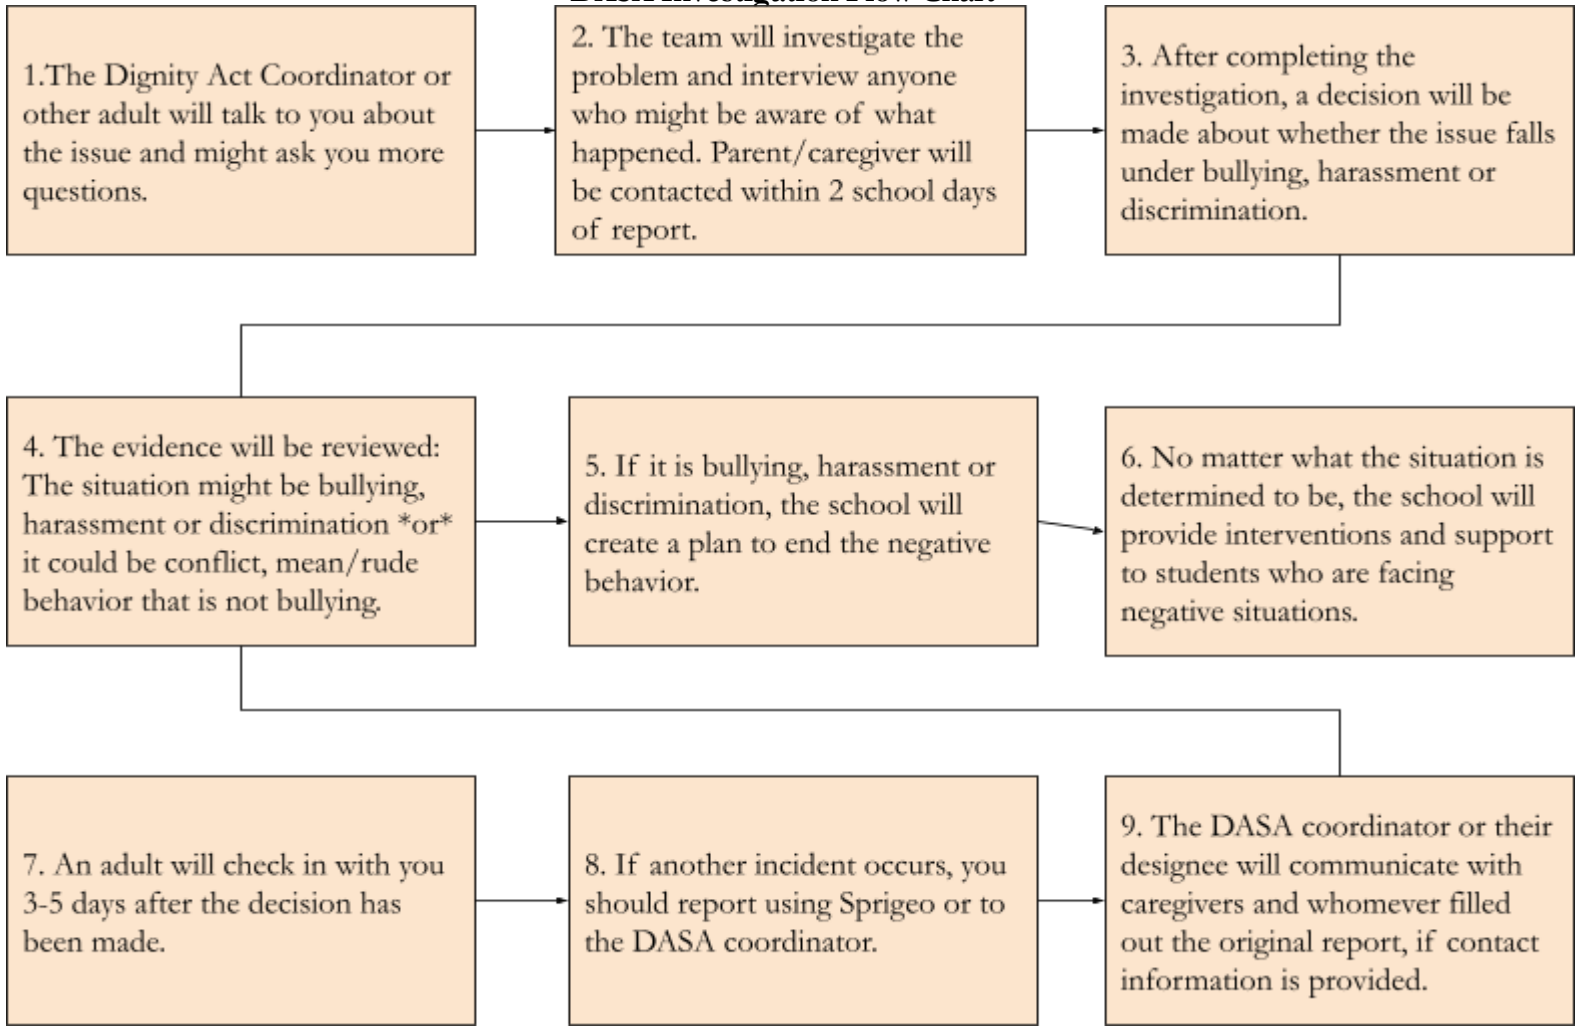 DASA Investigation Flow Chart
1.The Dignity Act Coordinator or
other adult will talk to you about
the issue and might ask you more
questions.
2. The team will investigate the
problem and interview anyone
who might be aware of what
happened. Parent/caregiver will
be contacted within 2 school days
of report.
3. After completing the
investigation, a decision will be
made about whether the issue falls
under bullying, harassment or
discrimination.
4. The evidence will be reviewed:
The situation might be bullying,
harassment or discrimination *or*
it could be conflict, mean/rude
behavior that is not bullying.
5. If it is bullying, harassment or
discrimination, the school will
create a plan to end the negative
behavior.
6. No matter what the situation is
determined to be, the school will
provide interventions and support
to students who are facing
negative situations.
7. An adult will check in with you
3-5 days after the decision has
been made.
8. If another incident occurs, you
should report using Sprigeo or to
the DASA coordinator.
9. The DASA coordinator or their
designee will communicate with
caregivers and whomever filled
out the original report, if contact
information is provided.